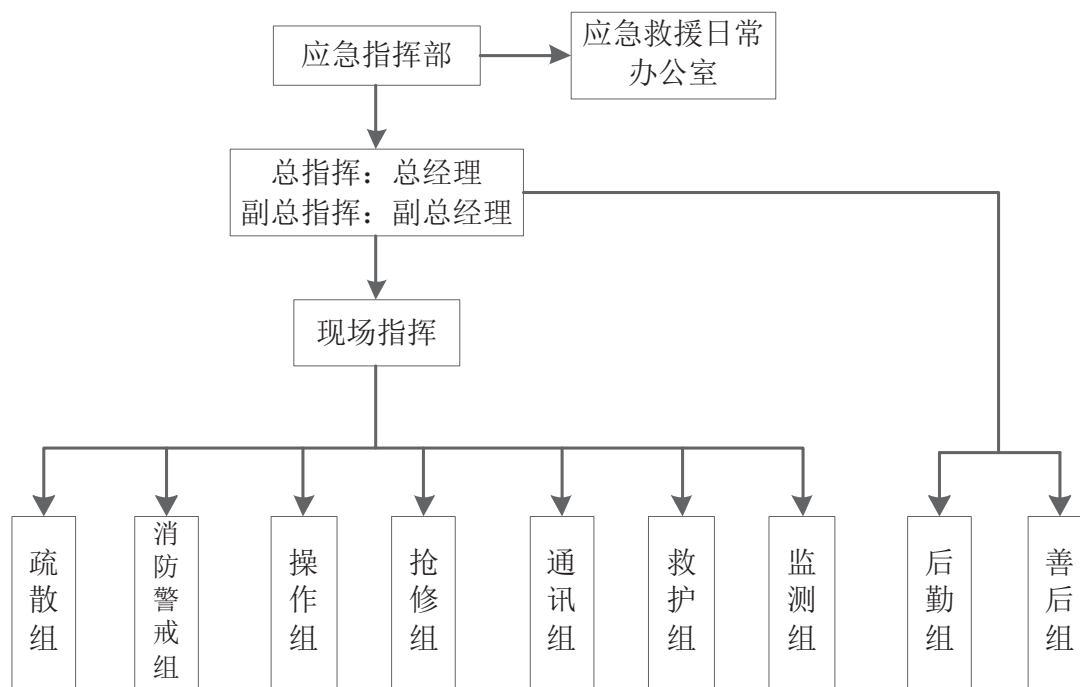 应急指挥部
应急救援日常
办公室
总指挥：总经理
副总指挥：副总经理
现场指挥
疏散组
消防警戒组
操作组
抢修组
通讯组
救护组
监测组
后勤组
善后组